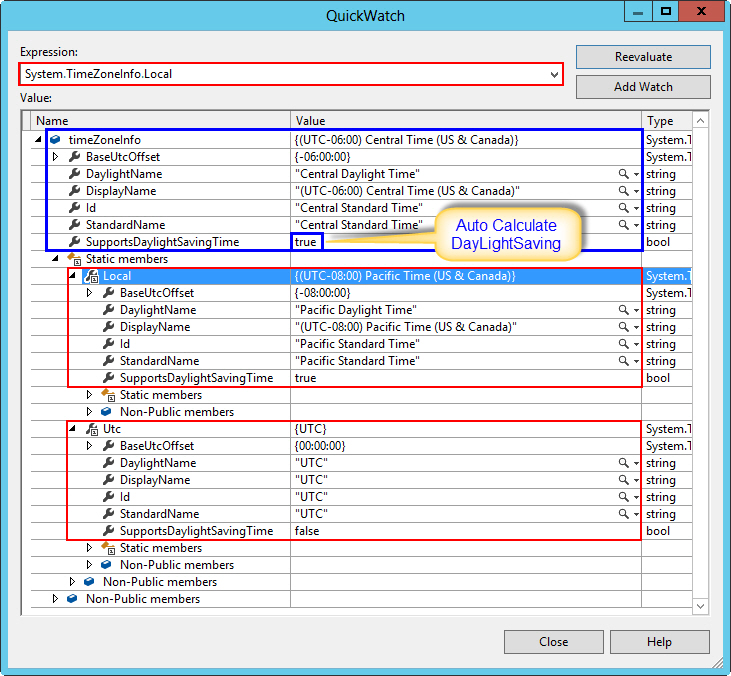 QuickWatch
Expression:
System.TimeZoneInfo.Local
Reevaluate
Add Watch
Value:
Name Value Type
timeZoneInfo {(UTC-06:00) Central Time (US & Canada)} System.T
BaseUtcOffset {-06:00:00} System.T
DaylightName "Central Daylight Time" string
DisplayName "(UTC-06:00) Central Time (US & Canada)" string
Id "Central Standard Time" string
StandardName "Central Standard Time" string
SupportsDaylightSavingTime true bool
Auto Calculate
DayLightSaving
Static members
Local {(UTC-08:00) Pacific Time (US & Canada)} System.T
BaseUtcOffset {-08:00:00} System.T
DaylightName "Pacific Daylight Time" string
DisplayName "(UTC-08:00) Pacific Time (US & Canada)" string
Id "Pacific Standard Time" string
StandardName "Pacific Standard Time" string
SupportsDaylightSavingTime true bool
Static members
Non-Public members
Utc {UTC} System.T
BaseUtcOffset {00:00:00} System.T
DaylightName "UTC" string
DisplayName "UTC" string
Id "UTC" string
StandardName "UTC" string
SupportsDaylightSavingTime false bool
Static members
Non-Public members
Non-Public members
Non-Public members
Close
Help